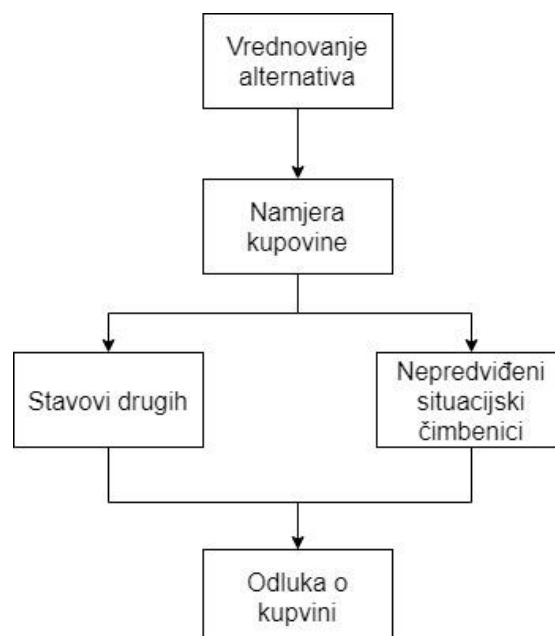 Vrednovanje
alternativa
Namjera
kupovine
Stavovi drugih
Nepredviđeni
situacijski
čimbenici
Odluka o
kupvini